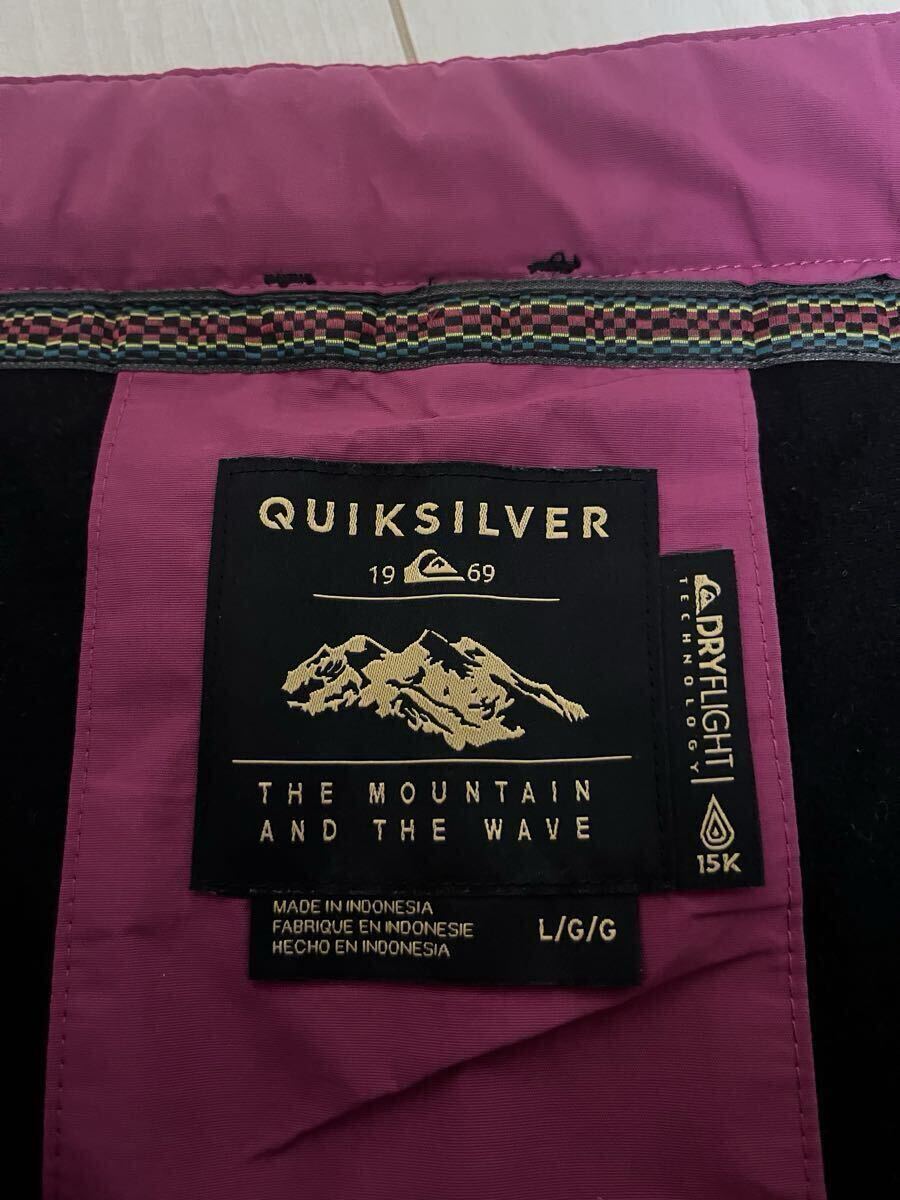 QUIKSILVER
19 69
THE MOUNTAIN
AND THE WAVE
DRYFLIGHT
TECHNOLOGY
15K
MADE IN INDONESIA
FABRIQUE EN INDONESIE
HECHO EN INDONESIA
L/G/G